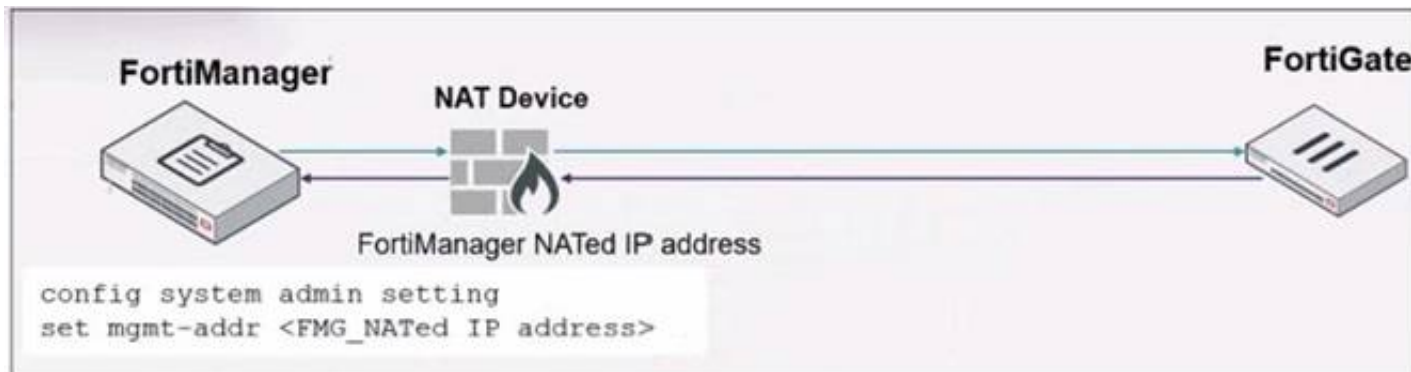 FortiManager
FortiGate
NAT Device
FortiManager NATed IP address
config system admin setting
set mgmt-addr <FMG_NATed IP address>